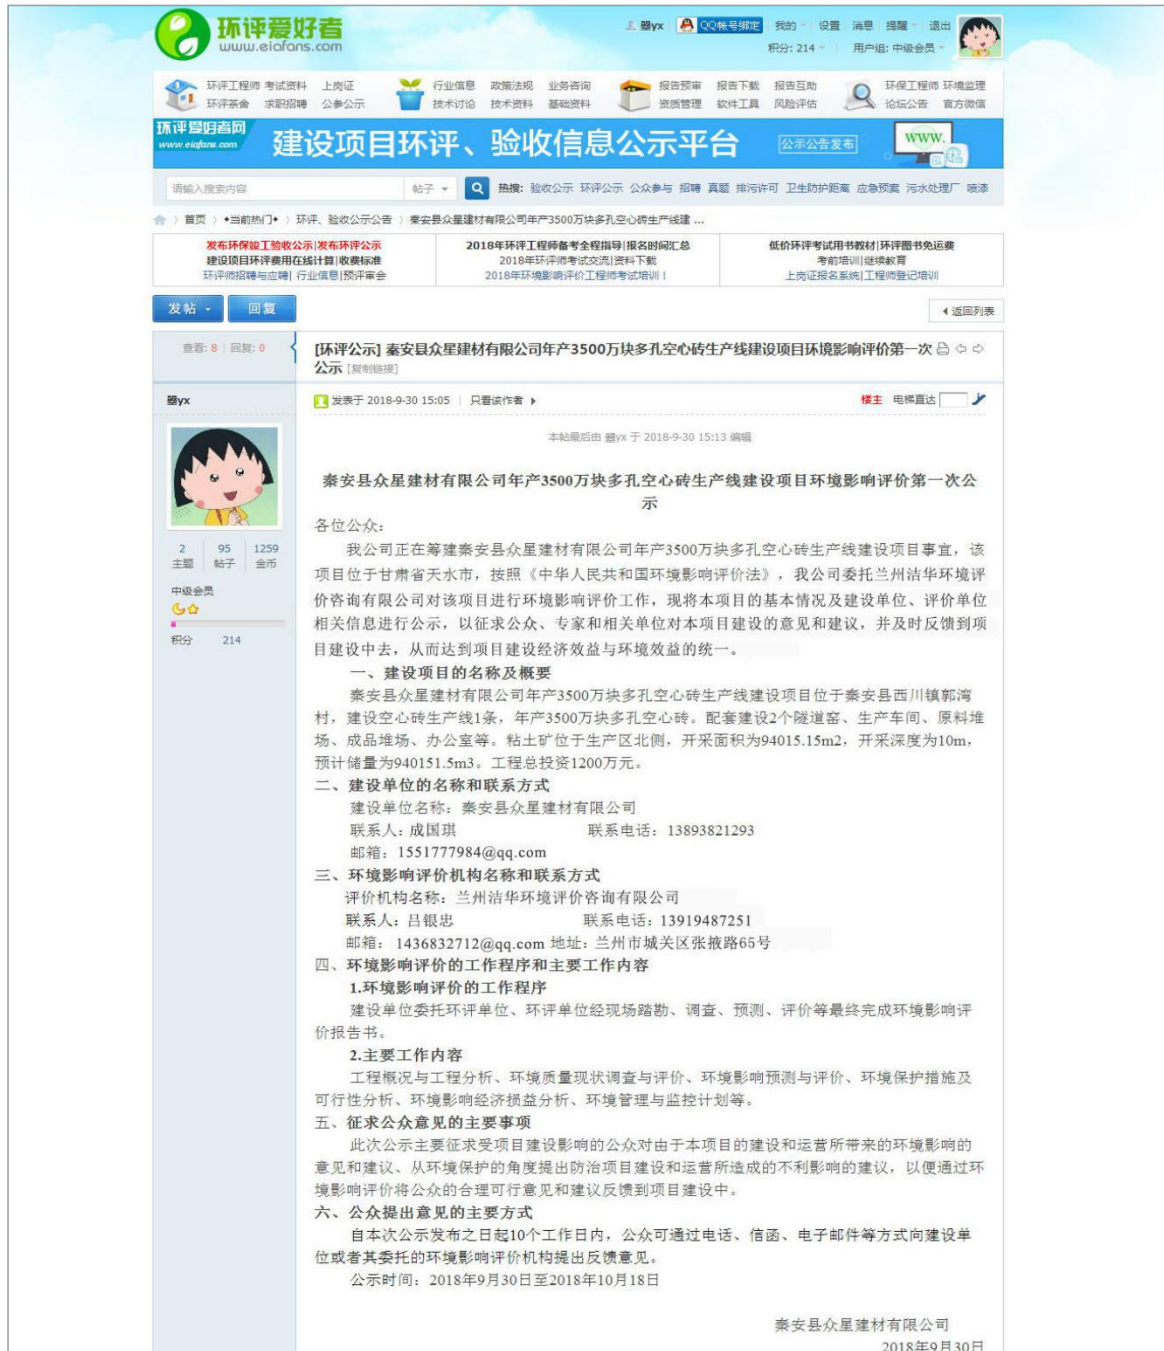 环评爱好者
www.eiafans.com
yx QQ帐号绑定 我的 设置 消息 提醒 退出
积分: 214 用户组: 中级会员
环评工程师 考试资料 上岗证 行业信息 政策法规 业务咨询 报告预审 报告下载 报告互助 环保工程师 环境监理
环评茶舍 求职招聘 公参公示 技术讨论 技术资料 基础资料 资质管理 软件工具 风险评估 论坛公告 官方微信
环评爱好者网
www.eiafans.com
建设项目环评、验收信息公示平台
公示公告发布
www.
请输入搜索内容 帖子 热搜: 验收公示 环评公示 公众参与 招聘 真题 排污许可 卫生防护距离 应急预案 污水处理厂 喷漆
首页 › •当前热门• › 环评、验收公示公告 › 秦安县众星建材有限公司年产3500万块多孔空心砖生产线建 ...
发布环保竣工验收公示|发布环评公示 2018年环评工程师备考全程指导|报名时间汇总 低价环评考试用书教材|环评图书免运费
建设项目环评费用在线计算|收费标准 2018年环评师考试交流|资料下载 考前培训|继续教育
环评师招聘与应聘| 行业信息|预评审会 2018年环境影响评价工程师考试培训！ 上岗证报名系统|工程师登记培训
发帖 回复 返回列表
查看: 8 | 回复: 0 [环评公示] 秦安县众星建材有限公司年产3500万块多孔空心砖生产线建设项目环境影响评价第一次
公示 [复制链接]
yx 发表于 2018-9-30 15:05 | 只看该作者 楼主 电梯直达
本帖最后由 yx 于 2018-9-30 15:13 编辑
秦安县众星建材有限公司年产3500万块多孔空心砖生产线建设项目环境影响评价第一次公
示
各位公众：
我公司正在筹建秦安县众星建材有限公司年产3500万块多孔空心砖生产线建设项目事宜，该
项目位于甘肃省天水市，按照《中华人民共和国环境影响评价法》，我公司委托兰州洁华环境评
价咨询有限公司对该项目进行环境影响评价工作，现将本项目的基本情况及建设单位、评价单位
相关信息进行公示，以征求公众、专家和相关单位对本项目建设的意见和建议，并及时反馈到项
目建设中去，从而达到项目建设经济效益与环境效益的统一。
2 95 1259
主题 帖子 金币
中级会员
积分 214
一、建设项目的名称及概要
秦安县众星建材有限公司年产3500万块多孔空心砖生产线建设项目位于秦安县西川镇郭湾
村，建设空心砖生产线1条，年产3500万块多孔空心砖。配套建设2个隧道窑、生产车间、原料堆
场、成品堆场、办公室等。粘土矿位于生产区北侧，开采面积为94015.15m2，开采深度为10m，
预计储量为940151.5m3。工程总投资1200万元。
二、建设单位的名称和联系方式
建设单位名称：秦安县众星建材有限公司
联系人：成国琪 联系电话：13893821293
邮箱：1551777984@qq.com
三、环境影响评价机构名称和联系方式
评价机构名称：兰州洁华环境评价咨询有限公司
联系人：吕银忠 联系电话：13919487251
邮箱：1436832712@qq.com 地址：兰州市城关区张掖路65号
四、环境影响评价的工作程序和主要工作内容
1.环境影响评价的工作程序
建设单位委托环评单位、环评单位经现场踏勘、调查、预测、评价等最终完成环境影响评
价报告书。
2.主要工作内容
工程概况与工程分析、环境质量现状调查与评价、环境影响预测与评价、环境保护措施及
可行性分析、环境影响经济损益分析、环境管理与监控计划等。
五、征求公众意见的主要事项
此次公示主要征求受项目建设影响的公众对由于本项目的建设和运营所带来的环境影响的
意见和建议、从环境保护的角度提出防治项目建设和运营所造成的不利影响的建议，以便通过环
境影响评价将公众的合理可行意见和建议反馈到项目建设中。
六、公众提出意见的主要方式
自本次公示发布之日起10个工作日内，公众可通过电话、信函、电子邮件等方式向建设单
位或者其委托的环境影响评价机构提出反馈意见。
公示时间：2018年9月30日至2018年10月18日
秦安县众星建材有限公司
2018年9月30日